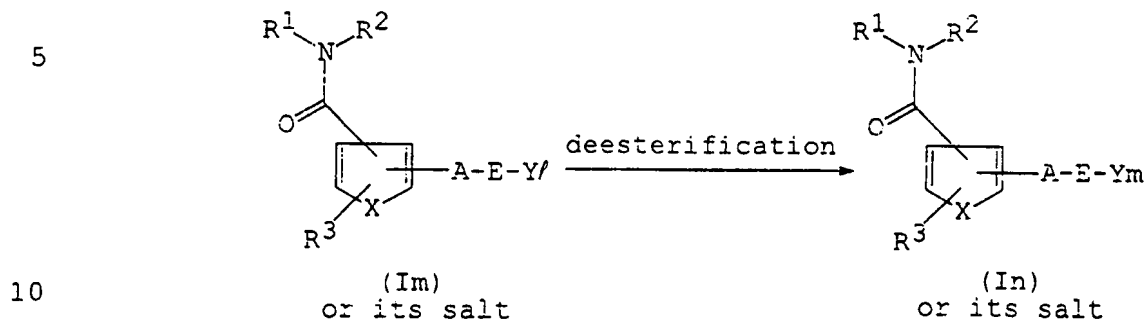 5
R1 R2
N
O
deesterification
A-E-Yℓ
A-E-Ym
X
R3
R1 R2
N
O
X
R3
10
(Im)
or its salt
(In)
or its salt